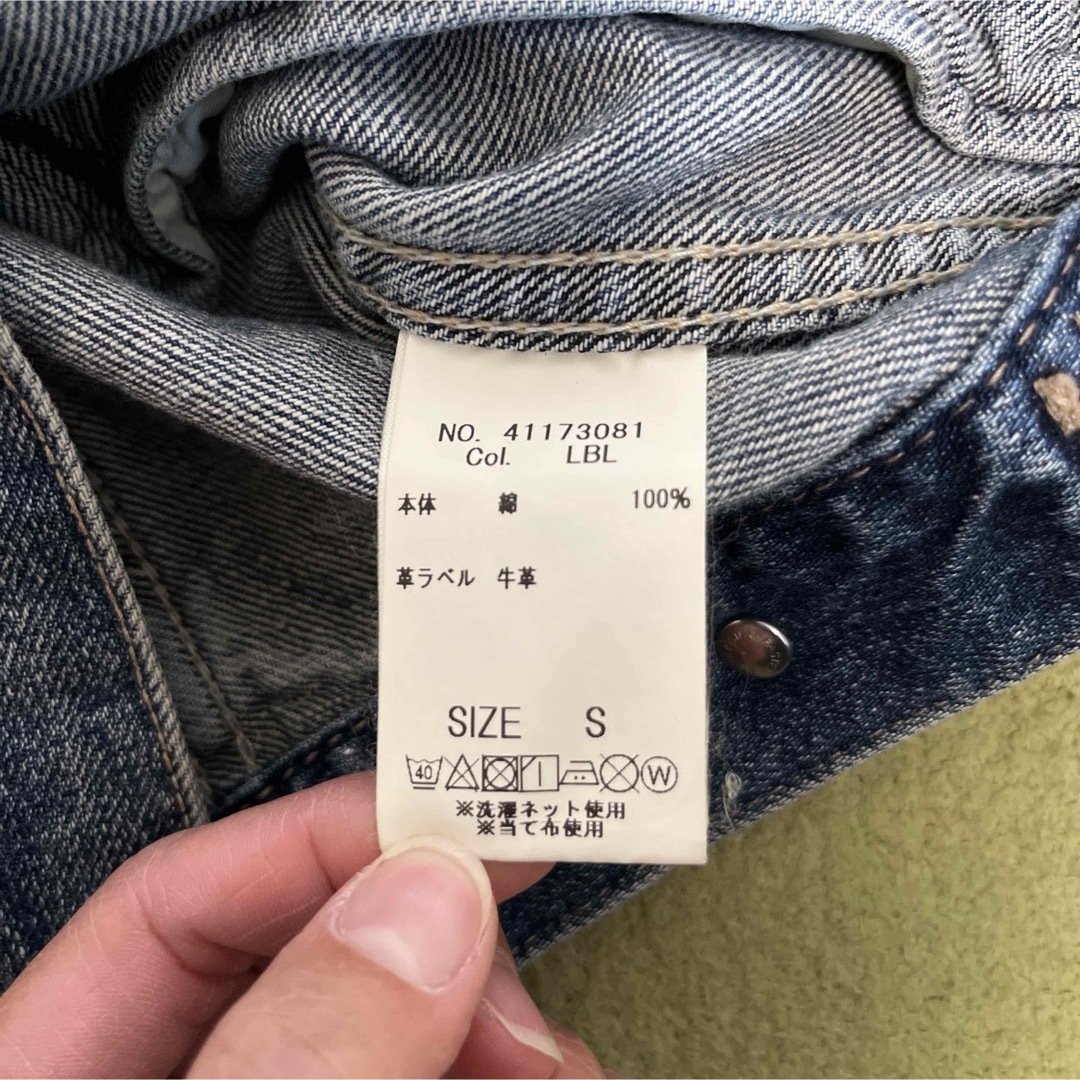 NO. 41173081
Col. LBL
本体 綿 100%
革ラベル 牛革
SIZE S
40 W
※洗濯ネット使用
※当て布使用